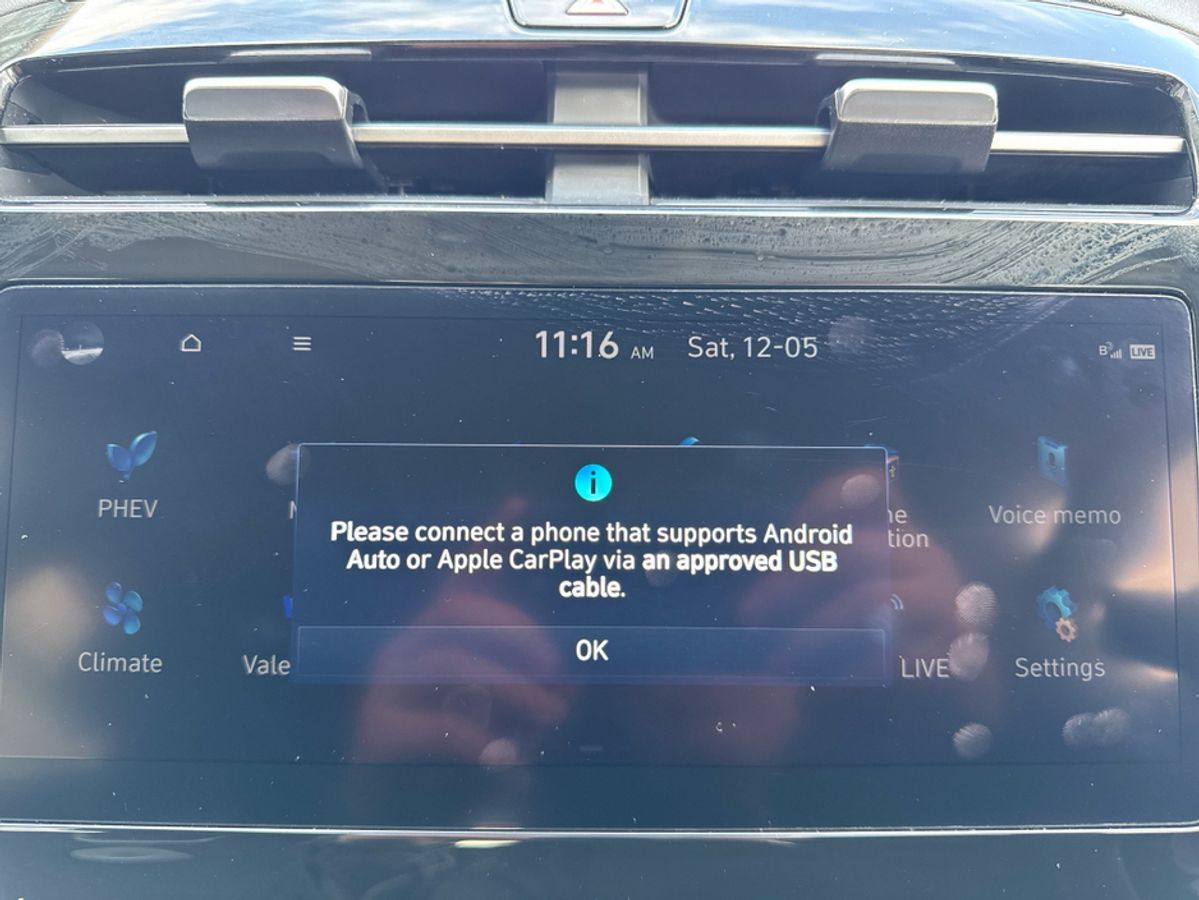 11:16 AM Sat, 12-05
LIVE
PHEV
Voice memo
Please connect a phone that supports Android
Auto or Apple CarPlay via an approved USB
cable.
OK
Climate
LIVE
Settings